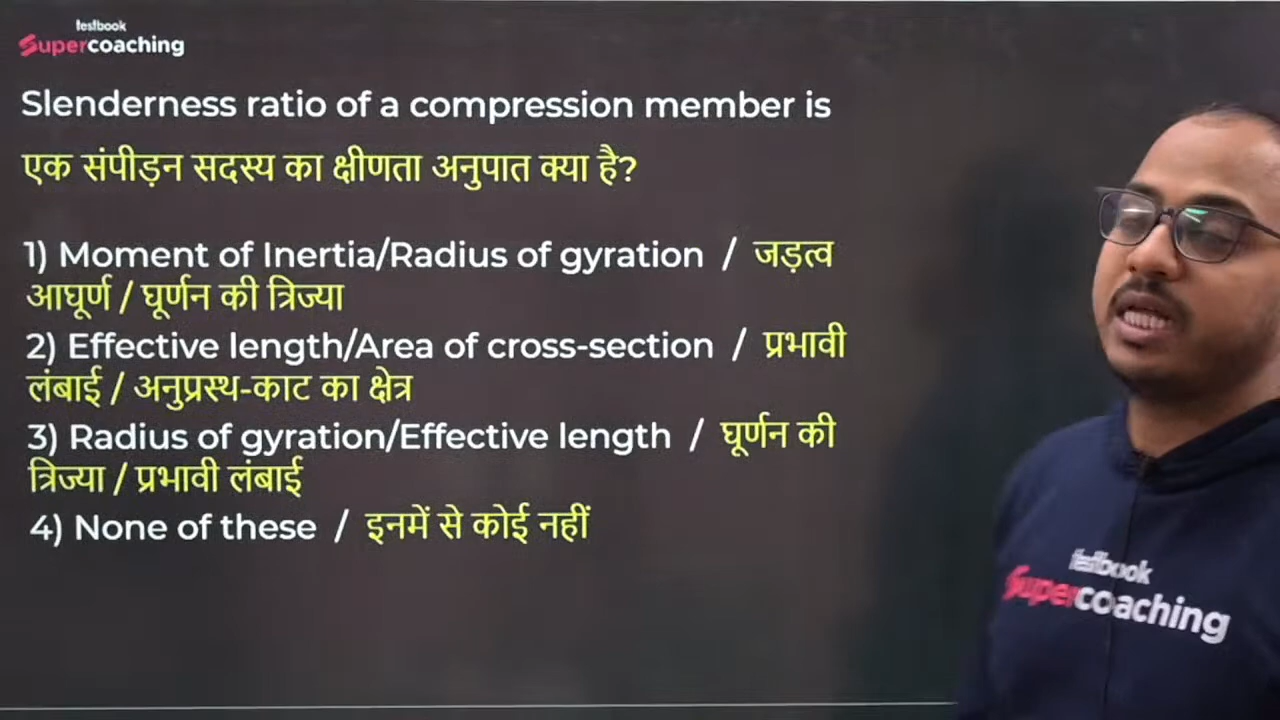 testbook
Supercoaching
Slenderness ratio of a compression member is
एक संपीड़न सदस्य का क्षीणता अनुपात क्या है?
1) Moment of Inertia/Radius of gyration / जड़त्व
आघूर्ण / घूर्णन की त्रिज्या
2) Effective length/Area of cross-section / प्रभावी
लंबाई / अनुप्रस्थ-काट का क्षेत्र
3) Radius of gyration/Effective length / घूर्णन की
त्रिज्या / प्रभावी लंबाई
4) None of these / इनमें से कोई नहीं
testbook
Supercoaching